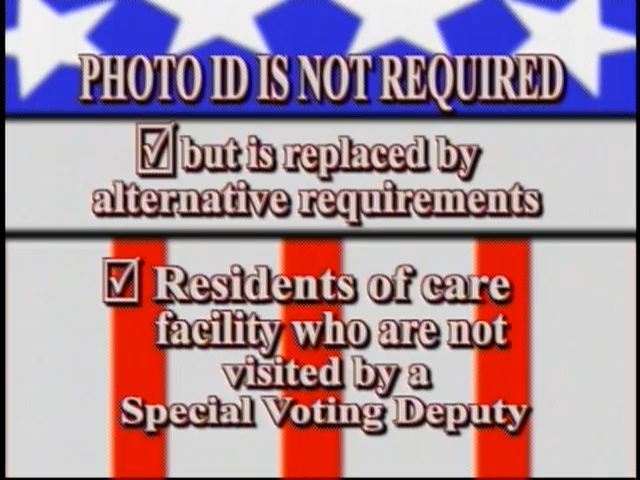 PHOTO ID IS NOT REQUIRED
☑ but is replaced by
alternative requirements
☑ Residents of care
facility who are not
visited by a
Special Voting Deputy